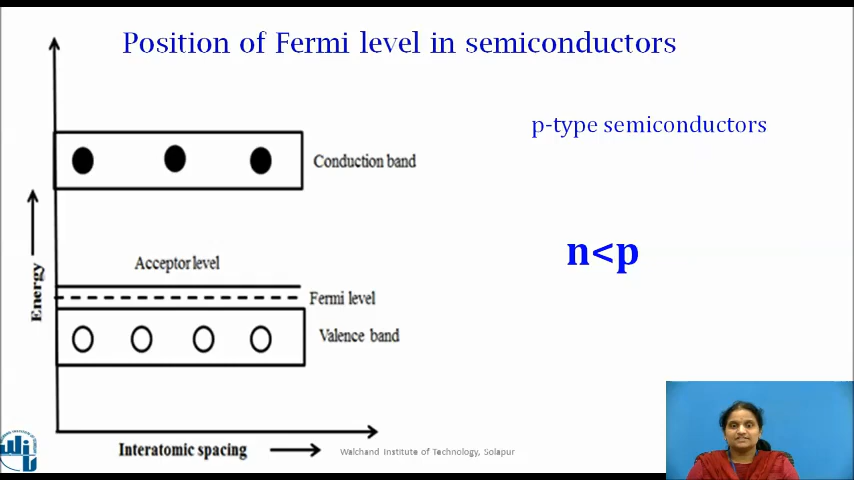 Position of Fermi level in semiconductors
p-type semiconductors
Conduction band
n<p
Acceptor level
Energy
Fermi level
Valence band
Interatomic spacing
Walchand Institute of Technology, Solapur